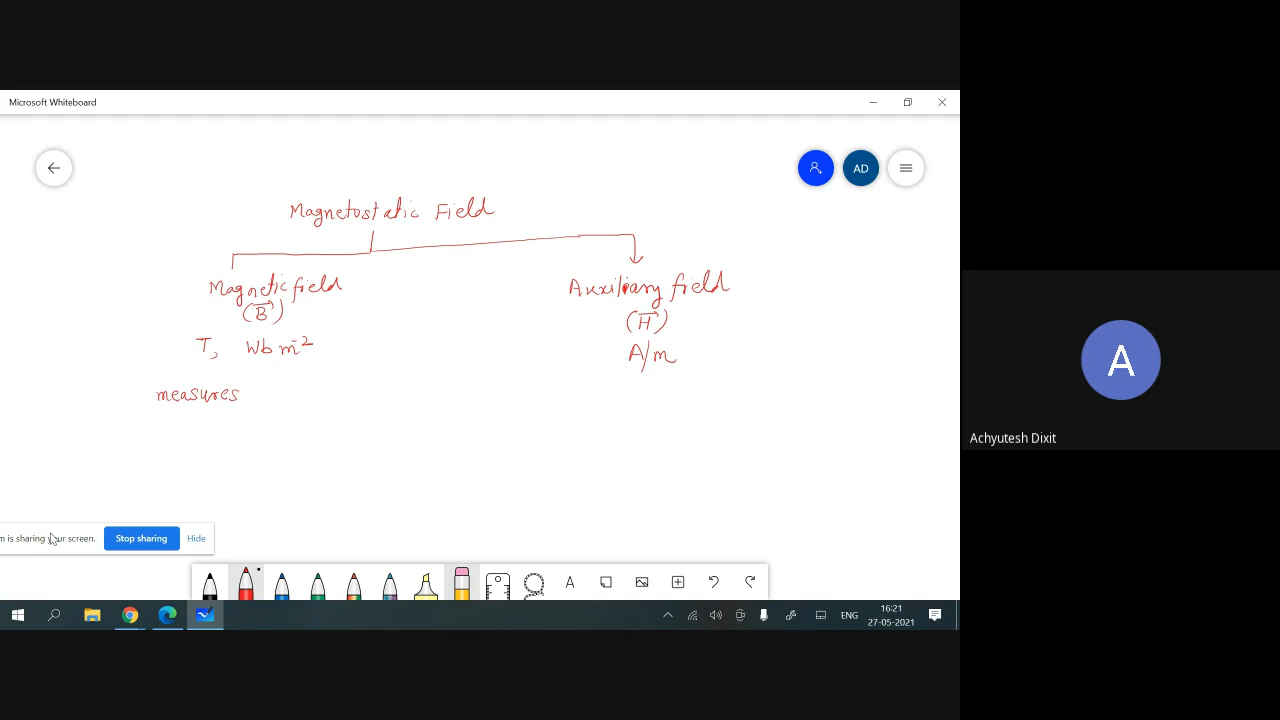 Microsoft Whiteboard
AD
Magnetostatic Field
Magnetic field
Auxiliary field
(B⃗)
(H⃗)
T, Wb m⁻²
A/m
measures
A
Achyutesh Dixit
m is sharing your screen.
Stop sharing
Hide
A
ENG
16:21
27-05-2021